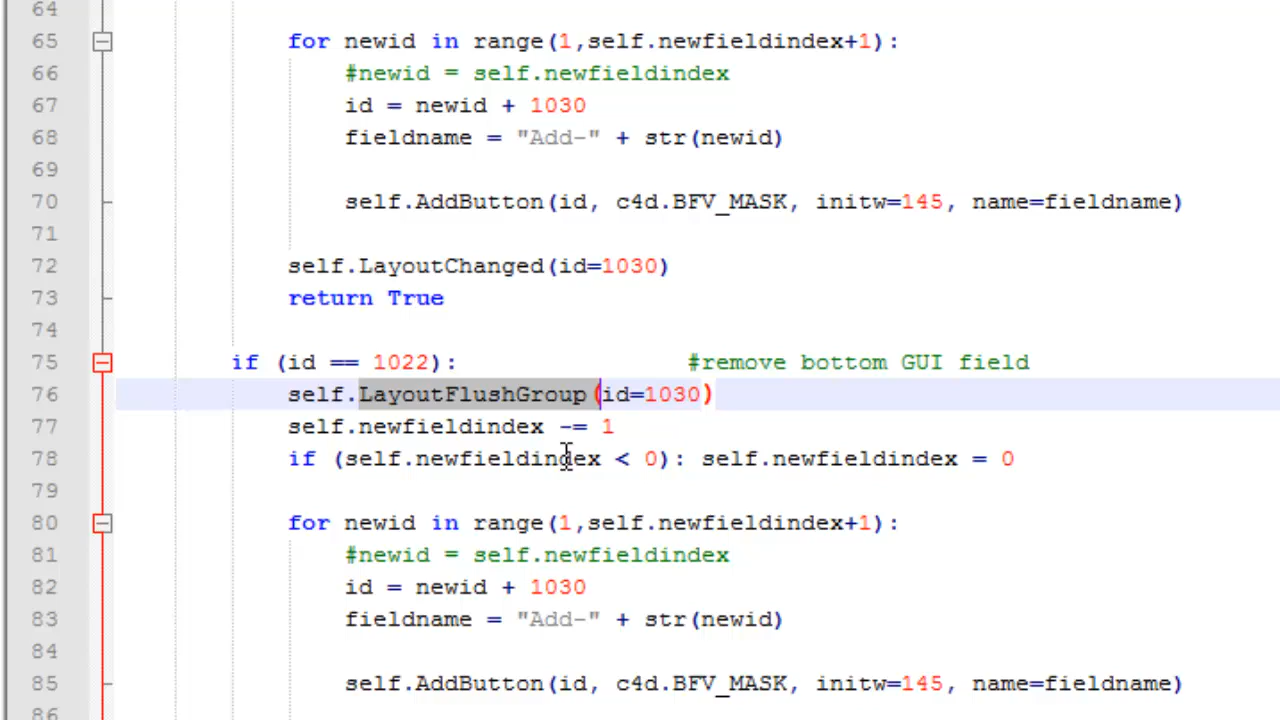 64
65 for newid in range(1,self.newfieldindex+1):
66 #newid = self.newfieldindex
67 id = newid + 1030
68 fieldname = "Add-" + str(newid)
69
70 self.AddButton(id, c4d.BFV_MASK, initw=145, name=fieldname)
71
72 self.LayoutChanged(id=1030)
73 return True
74
75 if (id == 1022): #remove bottom GUI field
76 self.LayoutFlushGroup(id=1030)
77 self.newfieldindex -= 1
78 if (self.newfieldindex < 0): self.newfieldindex = 0
79
80 for newid in range(1,self.newfieldindex+1):
81 #newid = self.newfieldindex
82 id = newid + 1030
83 fieldname = "Add-" + str(newid)
84
85 self.AddButton(id, c4d.BFV_MASK, initw=145, name=fieldname)
86